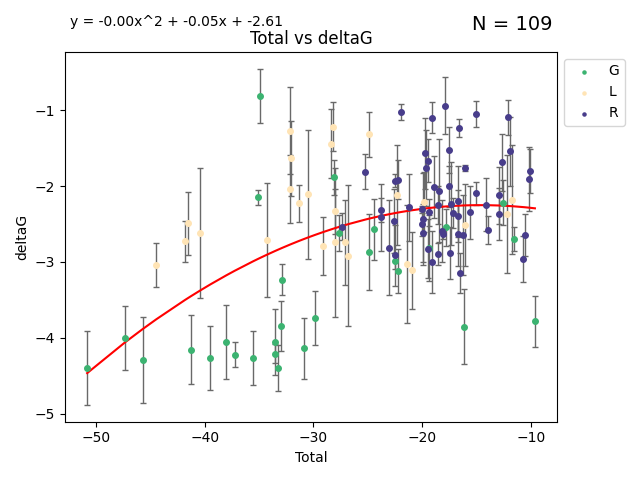 y = -0.00x^2 + -0.05x + -2.61
N = 109
Total vs deltaG
G
L
R
−1
−2
−3
−4
−5
deltaG
−50 −40 −30 −20 −10
Total